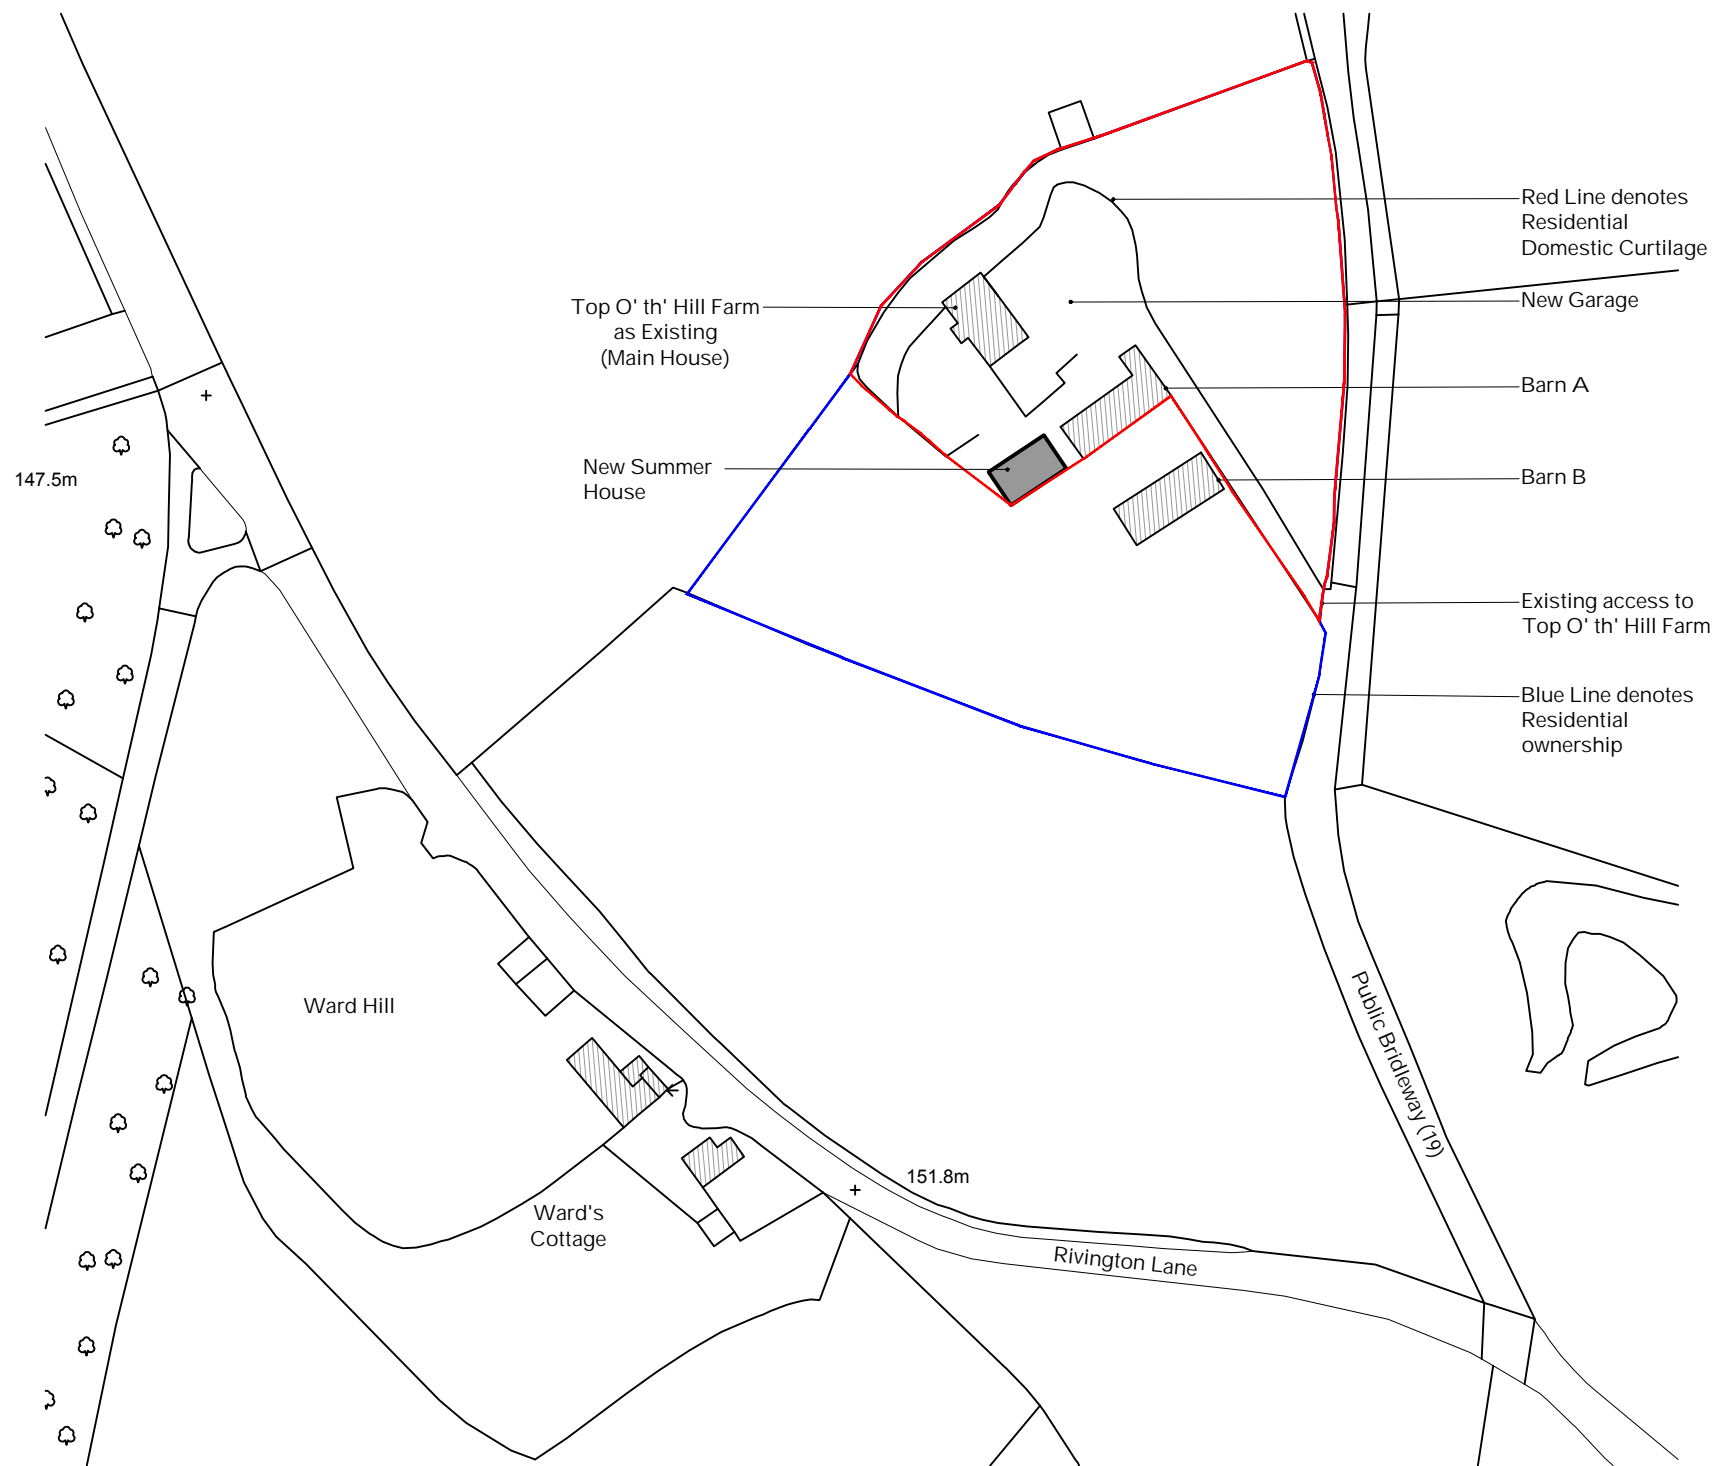 Red Line denotes
Residential
Domestic Curtilage
Top O' th' Hill Farm
as Existing
(Main House)
New Garage
Barn A
New Summer
House
Barn B
147.5m
Existing access to
Top O' th' Hill Farm
Blue Line denotes
Residential
ownership
Ward Hill
Public Bridleway (19)
151.8m
Ward's
Cottage
Rivington Lane